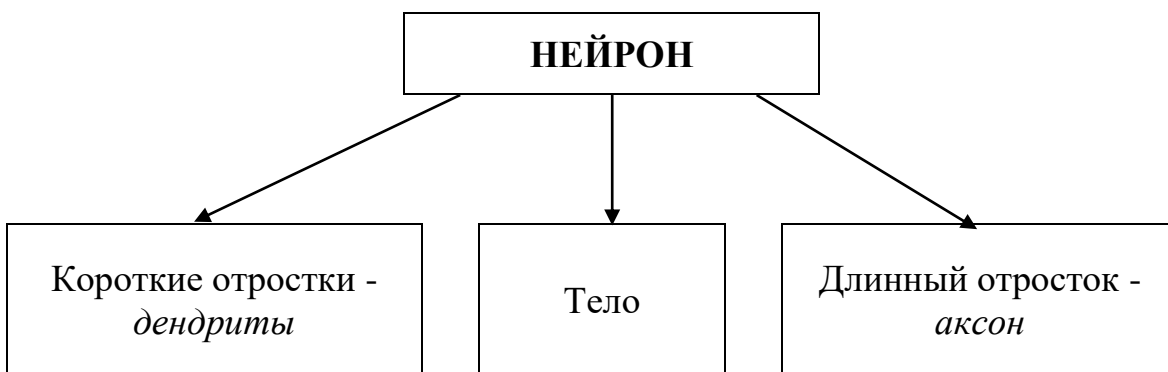 НЕЙРОН
Короткие отростки -
дендриты
Тело
Длинный отросток -
аксон